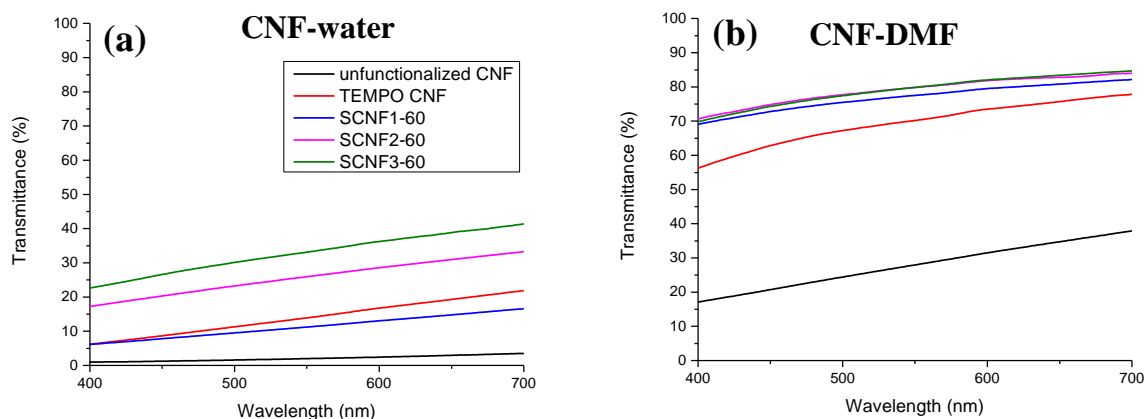 (a)
CNF-water
unfunctionalized CNF
TEMPO CNF
SCNF1-60
SCNF2-60
SCNF3-60
100
90
80
70
60
50
40
30
20
10
0
Transmittance (%)
400
500
600
700
Wavelength (nm)
(b)
CNF-DMF
100
90
80
70
60
50
40
30
20
10
0
Transmittance (%)
400
500
600
700
Wavelength (nm)